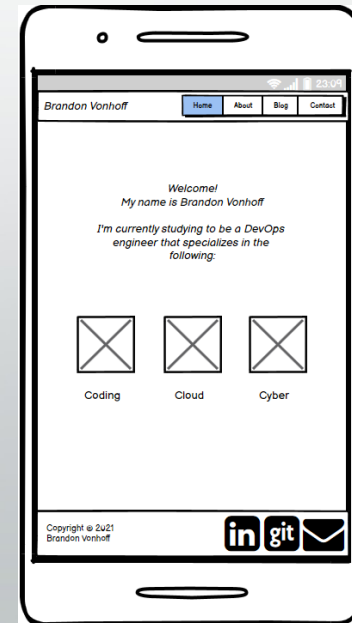 23:09
Brandon Vonhoff
Home About Blog Contact
Welcome!
My name is Brandon Vonhoff
I'm currently studying to be a DevOps
engineer that specializes in the
following:
Coding Cloud Cyber
Copyright © 2021
Brandon Vonhoff
in git